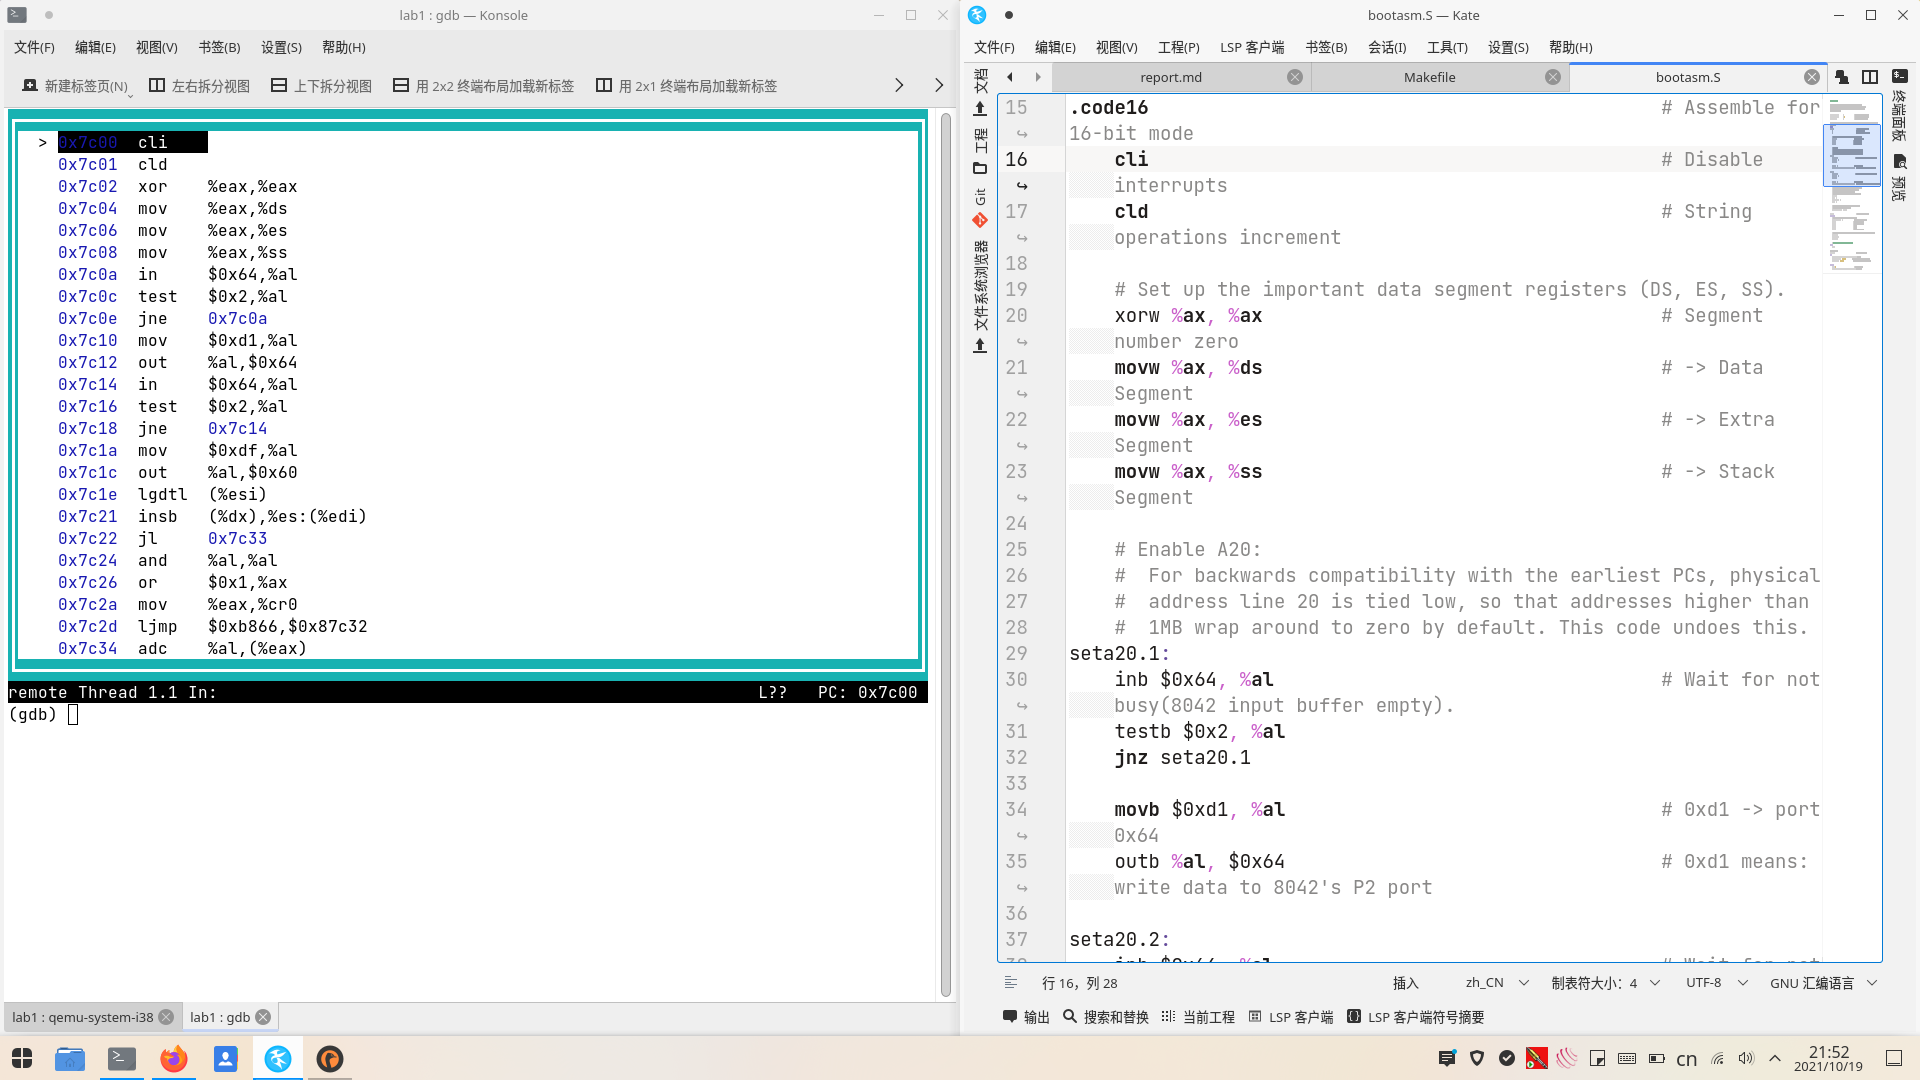 lab1 : gdb — Konsole
文件(F) 编辑(E) 视图(V) 书签(B) 设置(S) 帮助(H)
新建标签页(N) 左右拆分视图 上下拆分视图 用 2x2 终端布局加载新标签 用 2x1 终端布局加载新标签
> 0x7c00 cli
0x7c01 cld
0x7c02 xor %eax,%eax
0x7c04 mov %eax,%ds
0x7c06 mov %eax,%es
0x7c08 mov %eax,%ss
0x7c0a in $0x64,%al
0x7c0c test $0x2,%al
0x7c0e jne 0x7c0a
0x7c10 mov $0xd1,%al
0x7c12 out %al,$0x64
0x7c14 in $0x64,%al
0x7c16 test $0x2,%al
0x7c18 jne 0x7c14
0x7c1a mov $0xdf,%al
0x7c1c out %al,$0x60
0x7c1e lgdtl (%esi)
0x7c21 insb (%dx),%es:(%edi)
0x7c22 jl 0x7c33
0x7c24 and %al,%al
0x7c26 or $0x1,%ax
0x7c2a mov %eax,%cr0
0x7c2d ljmp $0xb866,$0x87c32
0x7c34 adc %al,(%eax)
remote Thread 1.1 In: L?? PC: 0x7c00
(gdb)
lab1 : qemu-system-i38 lab1 : gdb
bootasm.S — Kate
文件(F) 编辑(E) 视图(V) 工程(P) LSP 客户端 书签(B) 会话(I) 工具(T) 设置(S) 帮助(H)
report.md Makefile bootasm.S
文档
工程
Git
文件系统浏览器
15 .code16 # Assemble for
16-bit mode
16 cli # Disable
interrupts
17 cld # String
operations increment
18
19 # Set up the important data segment registers (DS, ES, SS).
20 xorw %ax, %ax # Segment
number zero
21 movw %ax, %ds # -> Data
Segment
22 movw %ax, %es # -> Extra
Segment
23 movw %ax, %ss # -> Stack
Segment
24
25 # Enable A20:
26 # For backwards compatibility with the earliest PCs, physical
27 # address line 20 is tied low, so that addresses higher than
28 # 1MB wrap around to zero by default. This code undoes this.
29 seta20.1:
30 inb $0x64, %al # Wait for not
busy(8042 input buffer empty).
31 testb $0x2, %al
32 jnz seta20.1
33
34 movb $0xd1, %al # 0xd1 -> port
0x64
35 outb %al, $0x64 # 0xd1 means:
write data to 8042's P2 port
36
37 seta20.2:
38 inb $0x64, %al # Wait for not
终端面板
预览
行 16，列 28 插入 zh_CN 制表符大小：4 UTF-8 GNU 汇编语言
输出 搜索和替换 当前工程 LSP 客户端 LSP 客户端符号摘要
cn
21:52
2021/10/19